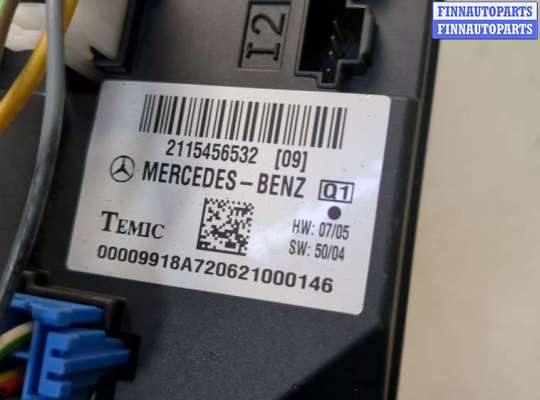 FINNAUTOPARTS
FINNAUTOPARTS
I2
2115456532 [09]
MERCEDES-BENZ Q1
TEMIC
HW: 07/05
SW: 50/04
00009918A720621000146